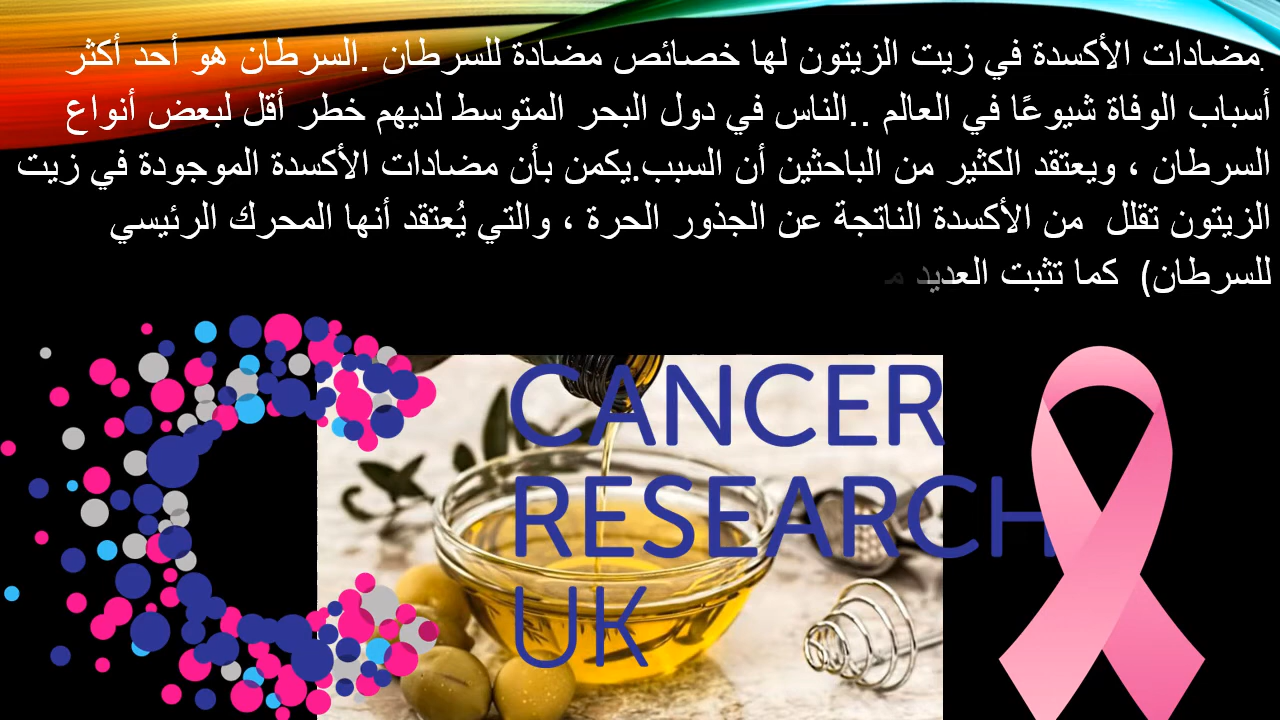 .مضادات الأكسدة في زيت الزيتون لها خصائص مضادة للسرطان .السرطان هو أحد أكثر
أسباب الوفاة شيوعًا في العالم ..الناس في دول البحر المتوسط لديهم خطر أقل لبعض أنواع
السرطان ، ويعتقد الكثير من الباحثين أن السبب.يكمن بأن مضادات الأكسدة الموجودة في زيت
الزيتون تقلل من الأكسدة الناتجة عن الجذور الحرة ، والتي يُعتقد أنها المحرك الرئيسي
للسرطان) كما تثبت العديد
CANCER
RESEARCH
UK